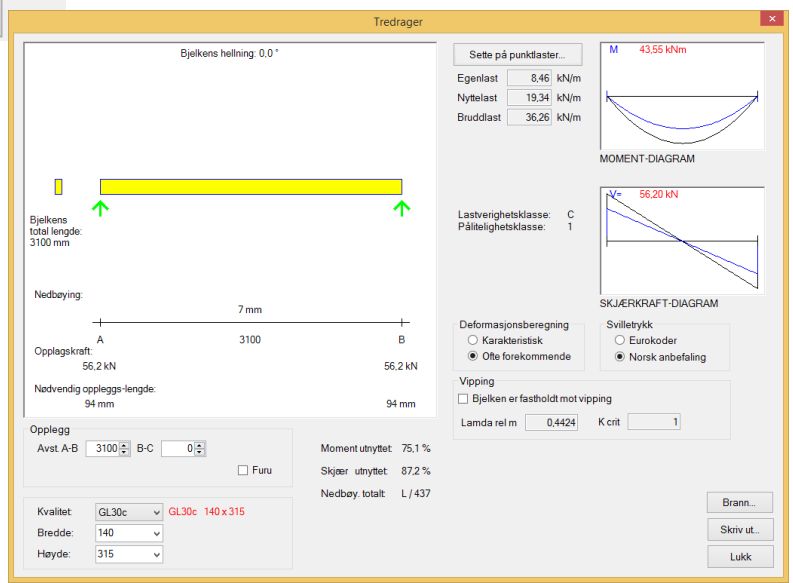 Tredrager
Bjelkens hellning: 0,0 °
Bjelkens
total lengde:
3100 mm
Nedbøying:
7 mm
A 3100 B
Opplagskraft:
56,2 kN 56,2 kN
Nødvendig oppleggs-lengde:
94 mm 94 mm
Sette på punktlaster...
Egenlast 8,46 kN/m
Nyttelast 19,34 kN/m
Bruddlast 36,26 kN/m
M 43,55 kNm
MOMENT-DIAGRAM
Lastverighetsklasse: C
Pålitelighetsklasse: 1
V= 56,20 kN
SKJÆRKRAFT-DIAGRAM
Deformasjonsberegning
Karakteristisk
Ofte forekommende
Svilletrykk
Eurokoder
Norsk anbefaling
Vipping
Bjelken er fastholdt mot vipping
Lamda rel m 0,4424 K crit 1
Opplegg
Avst. A-B 3100 B-C 0
Furu
Moment utnyttet: 75,1 %
Skjær utnyttet: 87,2 %
Nedbøy. totalt: L / 437
Kvalitet: GL30c GL30c 140 x 315
Bredde: 140
Høyde: 315
Brann...
Skriv ut...
Lukk